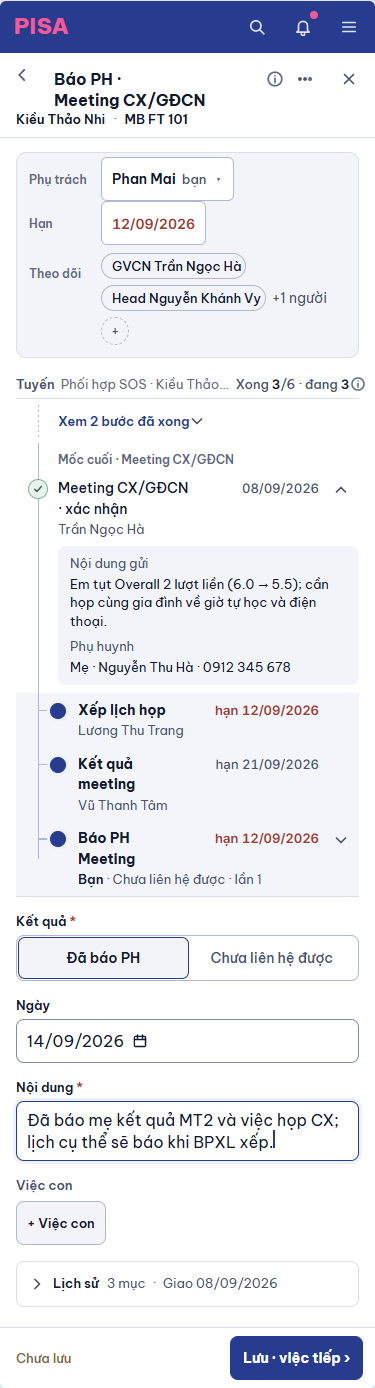 PISA
Báo PH ·
Meeting CX/GĐCN
Kiều Thảo Nhi · MB FT 101
Phụ trách Phan Mai bạn
Hạn 12/09/2026
Theo dõi GVCN Trần Ngọc Hà
Head Nguyễn Khánh Vy +1 người
+
Tuyến Phối hợp SOS · Kiều Thảo... Xong 3/6 · đang 3
Xem 2 bước đã xong
Mốc cuối · Meeting CX/GĐCN
Meeting CX/GĐCN 08/09/2026
· xác nhận
Trần Ngọc Hà
Nội dung gửi
Em tụt Overall 2 lượt liền (6.0 → 5.5); cần
họp cùng gia đình về giờ tự học và điện
thoại.
Phụ huynh
Mẹ · Nguyễn Thu Hà · 0912 345 678
Xếp lịch họp hạn 12/09/2026
Lương Thu Trang
Kết quả hạn 21/09/2026
meeting
Vũ Thanh Tâm
Báo PH hạn 12/09/2026
Meeting
Bạn · Chưa liên hệ được · lần 1
Kết quả *
Đã báo PH Chưa liên hệ được
Ngày
14/09/2026
Nội dung *
Đã báo mẹ kết quả MT2 và việc họp CX;
lịch cụ thể sẽ báo khi BPXL xếp.
Việc con
+ Việc con
Lịch sử 3 mục · Giao 08/09/2026
Chưa lưu Lưu · việc tiếp ›